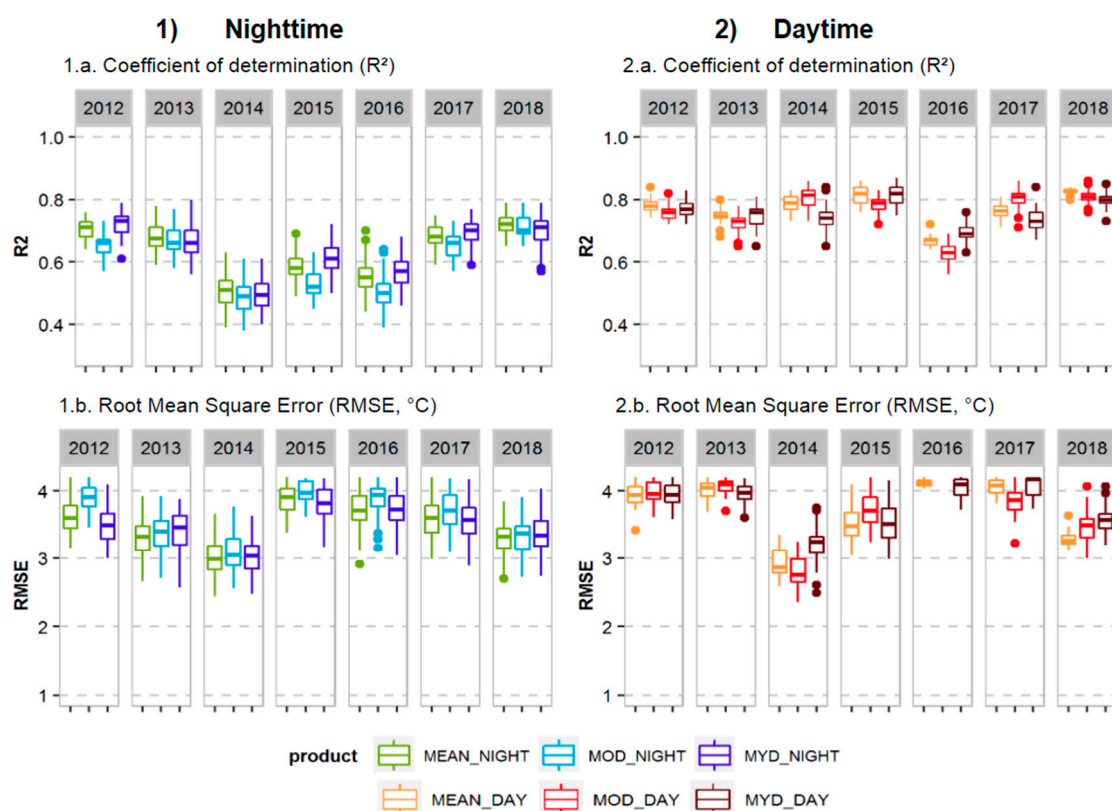 1) Nighttime
2) Daytime
1.a. Coefficient of determination (R²)
2.a. Coefficient of determination (R²)
2012 2013 2014 2015 2016 2017 2018
2012 2013 2014 2015 2016 2017 2018
1.0
0.8
0.6
0.4
R2
1.0
0.8
0.6
0.4
R2
1.b. Root Mean Square Error (RMSE, °C)
2.b. Root Mean Square Error (RMSE, °C)
2012 2013 2014 2015 2016 2017 2018
2012 2013 2014 2015 2016 2017 2018
4
3
2
1
RMSE
4
3
2
1
RMSE
product MEAN_NIGHT MOD_NIGHT MYD_NIGHT
MEAN_DAY MOD_DAY MYD_DAY